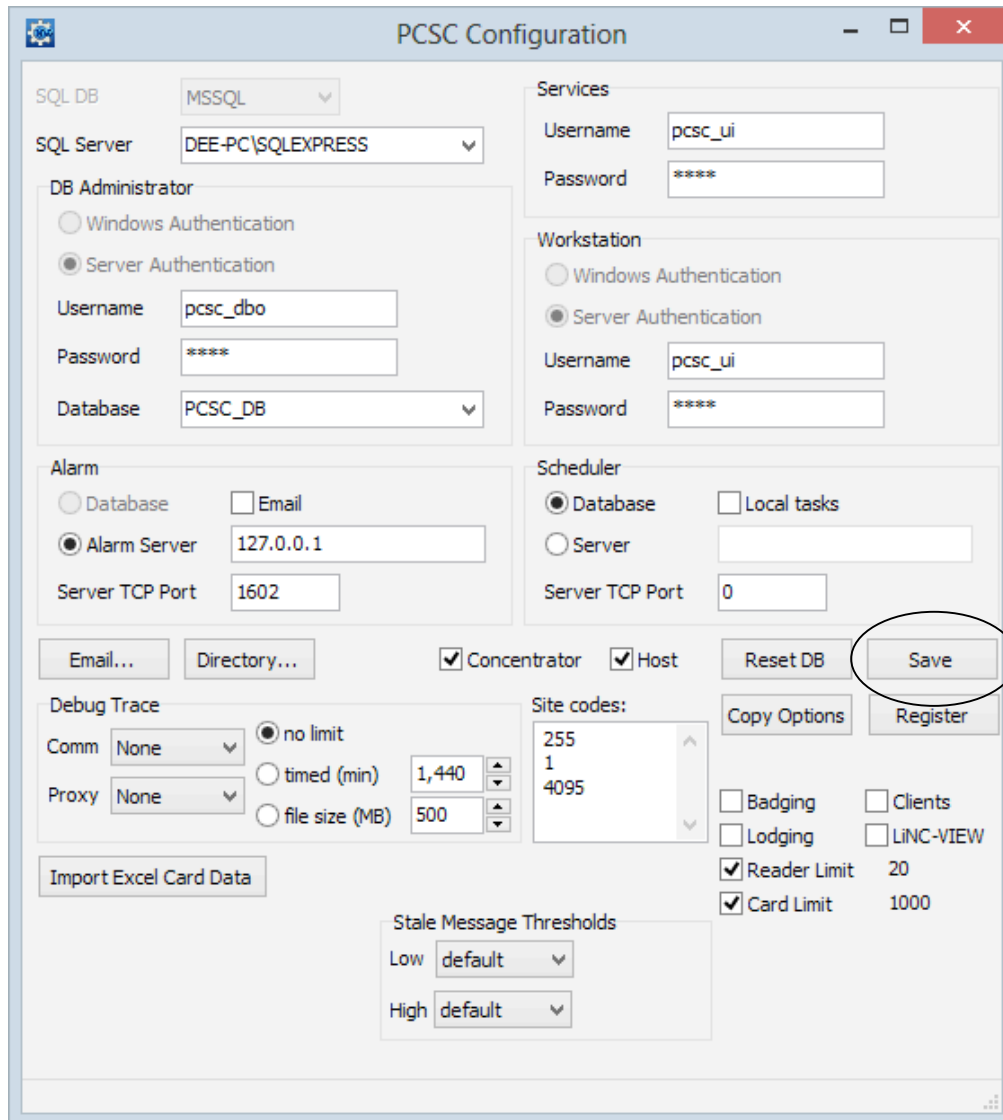 PCSC Configuration
SQL DB MSSQL
SQL Server DEE-PC\SQLEXPRESS
DB Administrator
Windows Authentication
Server Authentication
Username pcsc_dbo
Password ****
Database PCSC_DB
Services
Username pcsc_ui
Password ****
Workstation
Windows Authentication
Server Authentication
Username pcsc_ui
Password ****
Alarm
Database Email
Alarm Server 127.0.0.1
Server TCP Port 1602
Scheduler
Database Local tasks
Server
Server TCP Port 0
Email... Directory... Concentrator Host Reset DB Save
Debug Trace
Comm None
Proxy None
no limit
timed (min) 1,440
file size (MB) 500
Site codes:
255
1
4095
Copy Options Register
Badging Clients
Lodging LiNC-VIEW
Reader Limit 20
Card Limit 1000
Import Excel Card Data
Stale Message Thresholds
Low default
High default